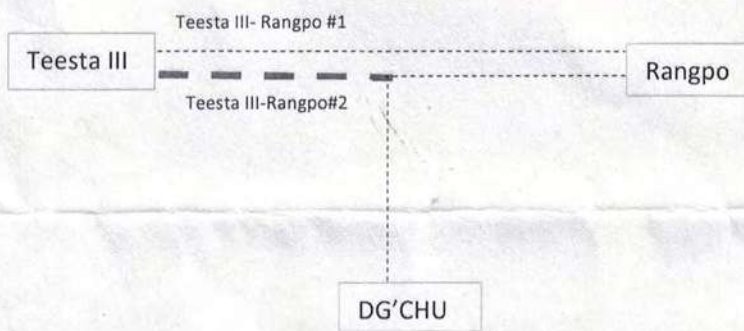 Teesta III- Rangpo #1
Teesta III
Rangpo
Teesta III-Rangpo#2
DG'CHU